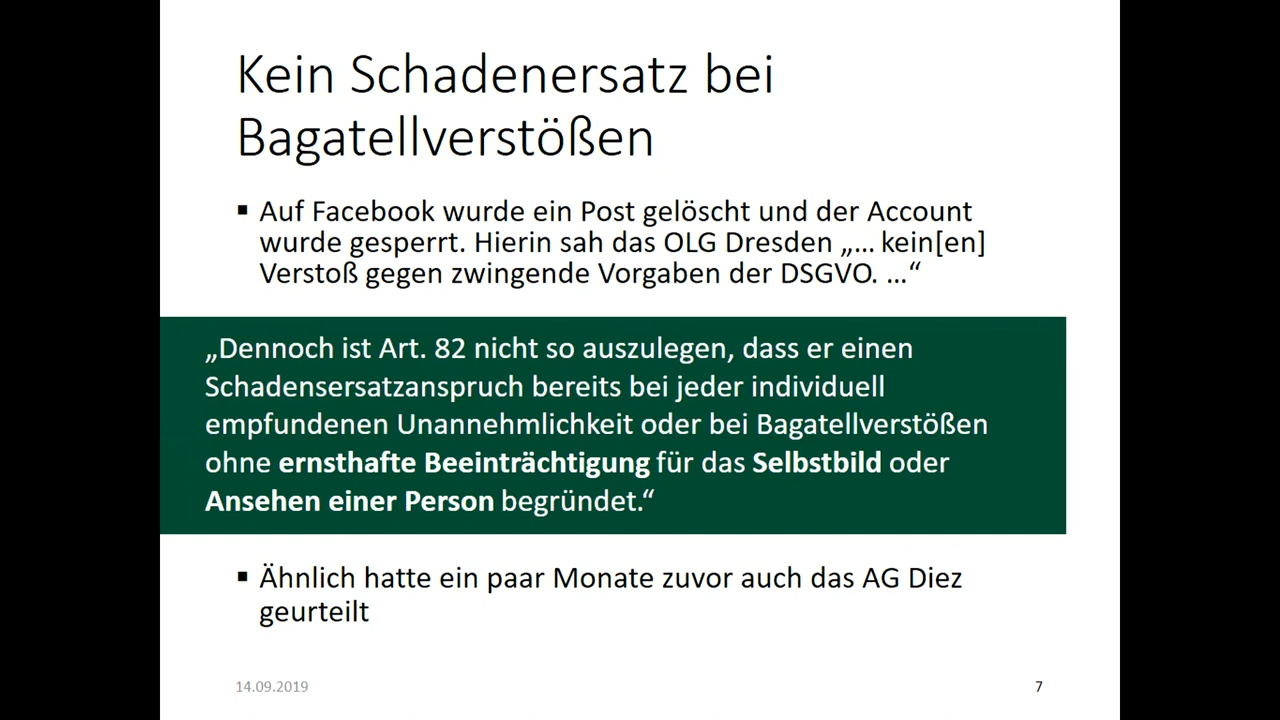 Kein Schadenersatz bei
Bagatellverstößen
▪ Auf Facebook wurde ein Post gelöscht und der Account
wurde gesperrt. Hierin sah das OLG Dresden „… kein[en]
Verstoß gegen zwingende Vorgaben der DSGVO. …“
„Dennoch ist Art. 82 nicht so auszulegen, dass er einen
Schadensersatzanspruch bereits bei jeder individuell
empfundenen Unannehmlichkeit oder bei Bagatellverstößen
ohne ernsthafte Beeinträchtigung für das Selbstbild oder
Ansehen einer Person begründet.“
▪ Ähnlich hatte ein paar Monate zuvor auch das AG Diez
geurteilt
14.09.2019
7